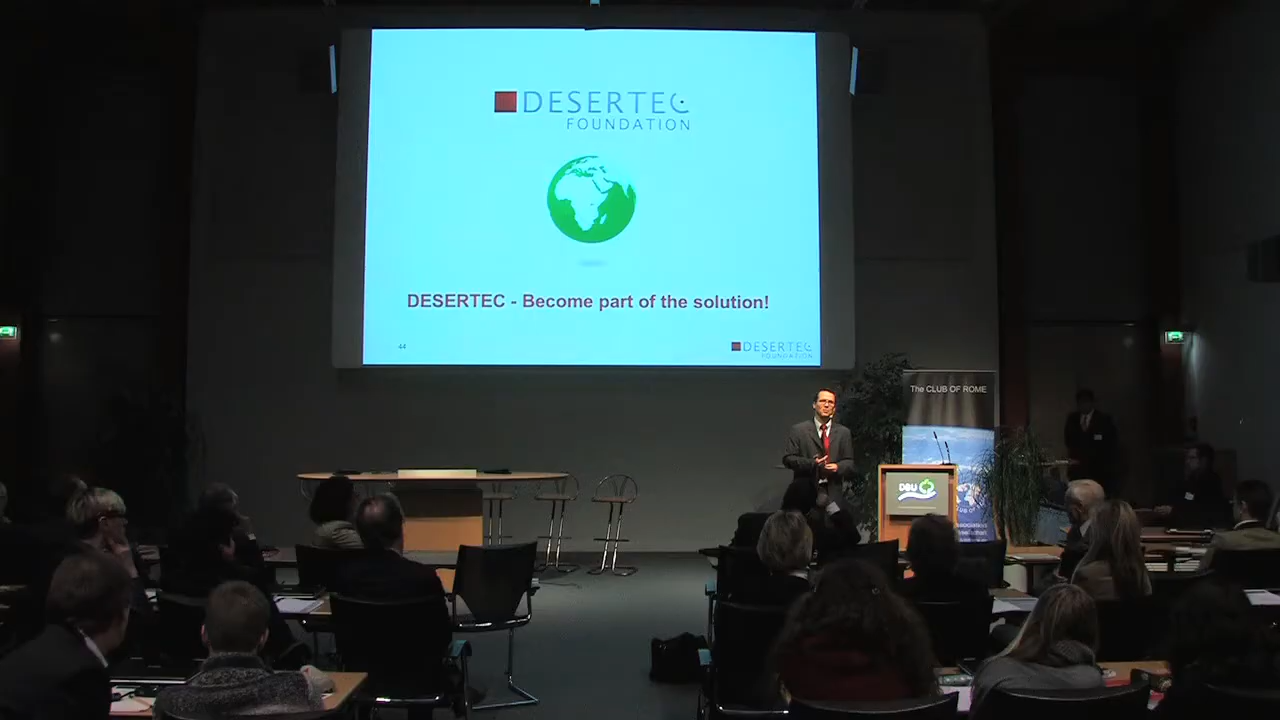 DESERTEC
FOUNDATION
DESERTEC - Become part of the solution!
44
DESERTEC
FOUNDATION
The CLUB OF ROME
DBU